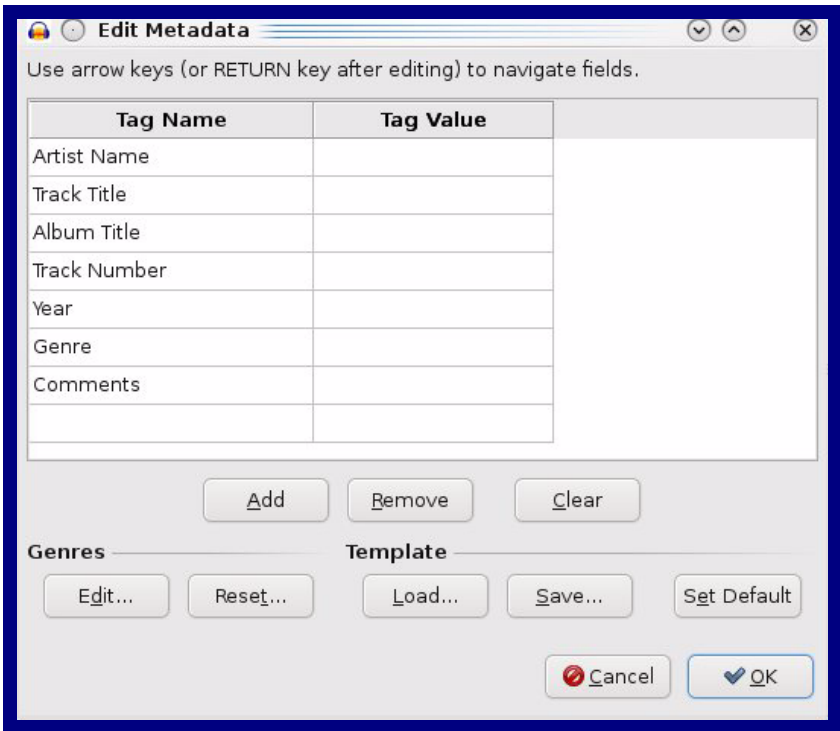 Edit Metadata
Use arrow keys (or RETURN key after editing) to navigate fields.
Tag Name Tag Value
Artist Name
Track Title
Album Title
Track Number
Year
Genre
Comments
Add Remove Clear
Genres Template
Edit... Reset... Load... Save... Set Default
Cancel OK